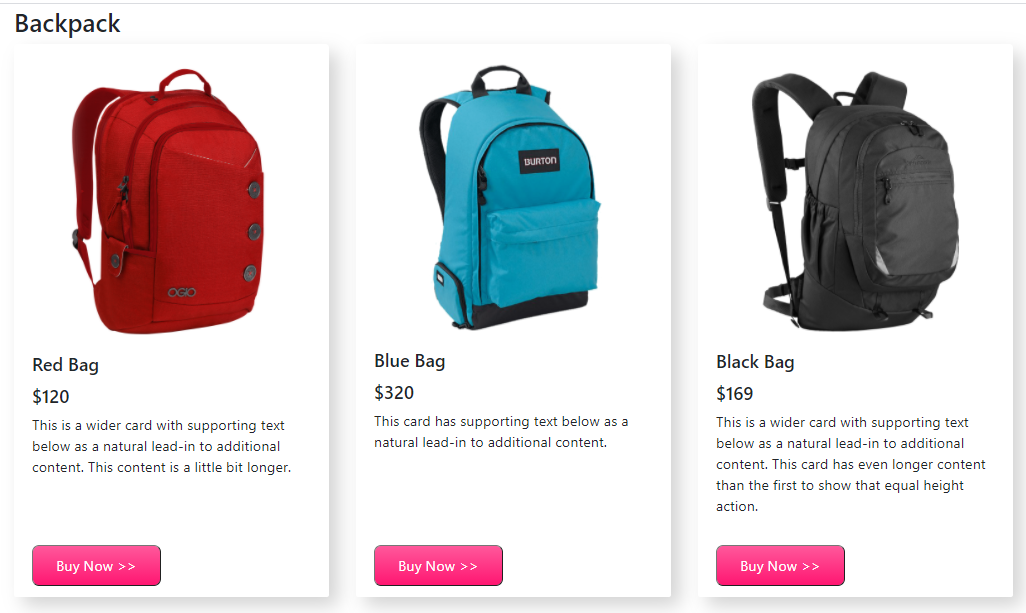 Backpack
BURTON
OGIO
Red Bag
$120
This is a wider card with supporting text
below as a natural lead-in to additional
content. This content is a little bit longer.
Buy Now >>
Blue Bag
$320
This card has supporting text below as a
natural lead-in to additional content.
Buy Now >>
Black Bag
$169
This is a wider card with supporting text
below as a natural lead-in to additional
content. This card has even longer content
than the first to show that equal height
action.
Buy Now >>